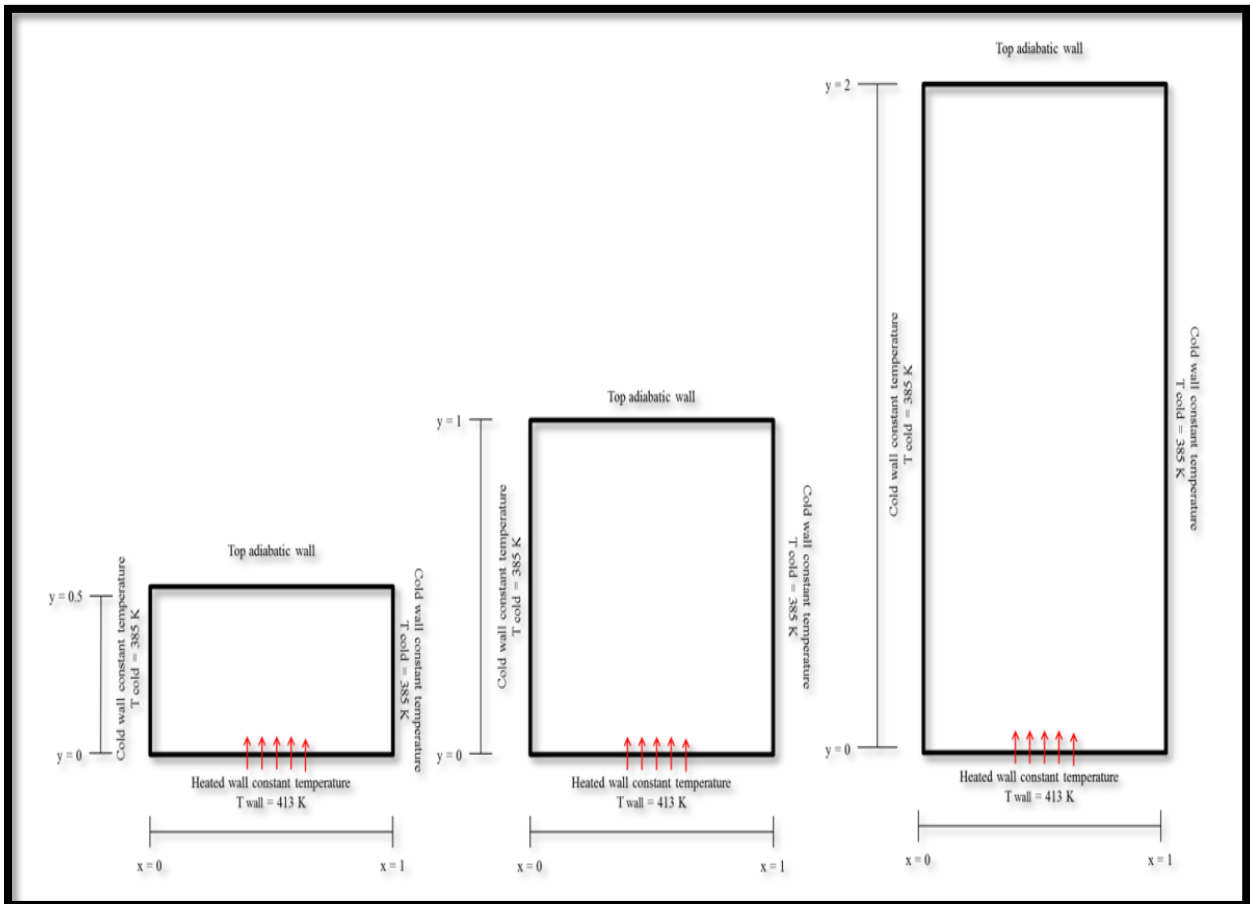 Top adiabatic wall
y = 0.5
y = 0
Cold wall constant temperature
T cold = 385 K
Cold wall constant temperature
T cold = 385 K
Heated wall constant temperature
T wall = 413 K
x = 0
x = 1
Top adiabatic wall
y = 1
y = 0
Cold wall constant temperature
T cold = 385 K
Cold wall constant temperature
T cold = 385 K
Heated wall constant temperature
T wall = 413 K
x = 0
x = 1
Top adiabatic wall
y = 2
y = 0
Cold wall constant temperature
T cold = 385 K
Cold wall constant temperature
T cold = 385 K
Heated wall constant temperature
T wall = 413 K
x = 0
x = 1